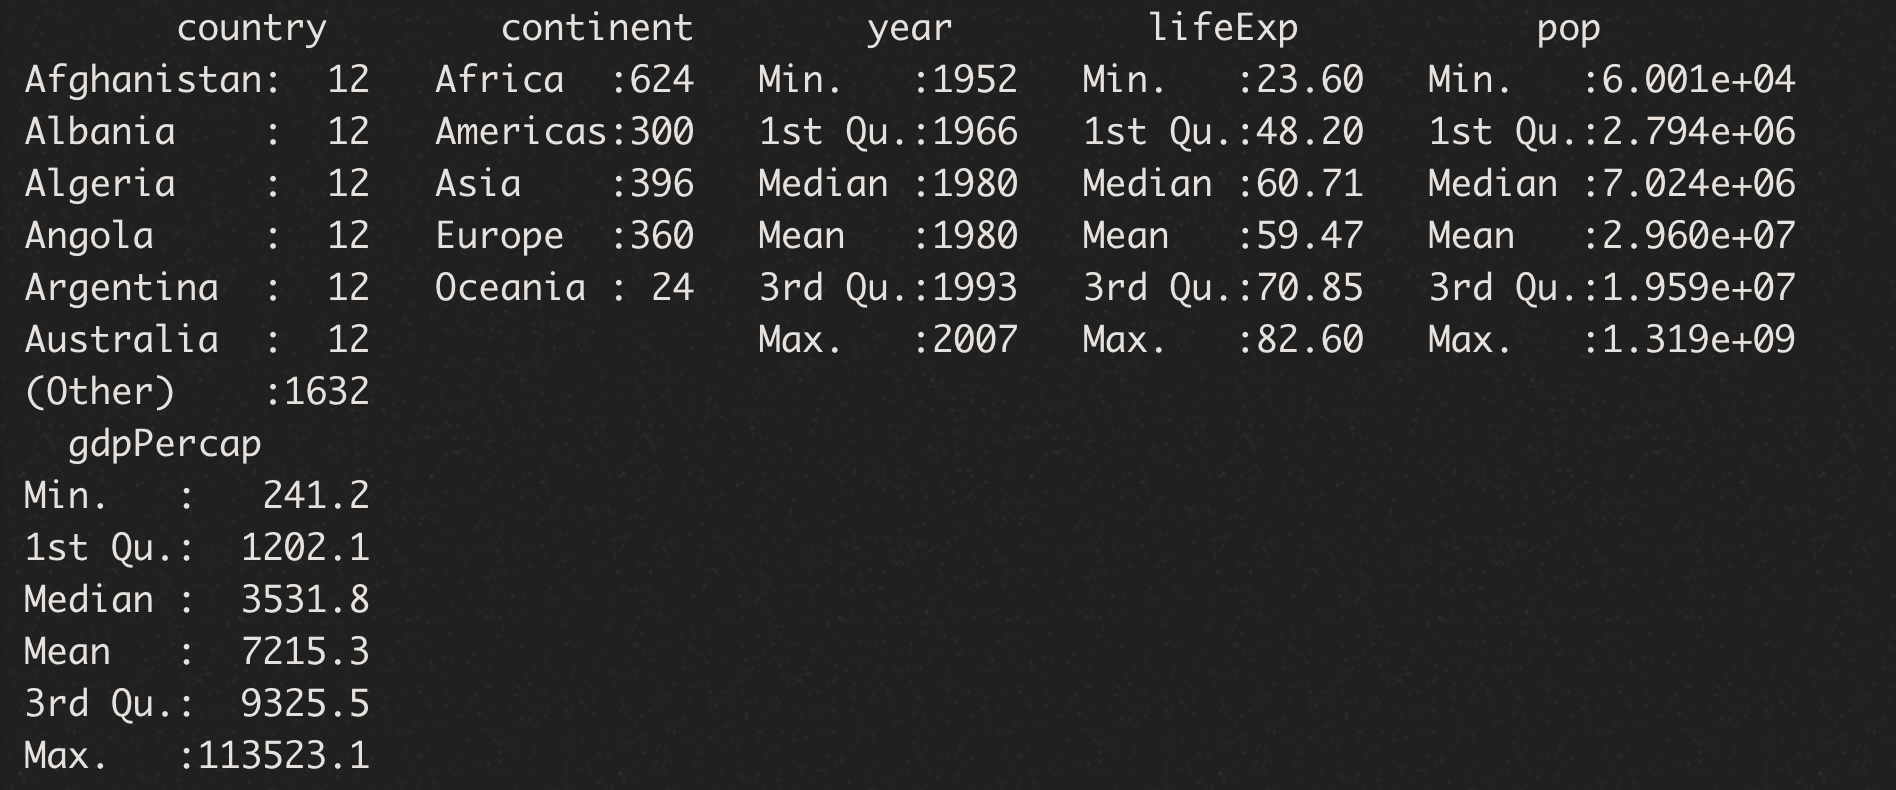 country       continent        year         lifeExp           pop
Afghanistan:  12   Africa  :624   Min.   :1952   Min.   :23.60   Min.   :6.001e+04
Albania    :  12   Americas:300   1st Qu.:1966   1st Qu.:48.20   1st Qu.:2.794e+06
Algeria    :  12   Asia    :396   Median :1980   Median :60.71   Median :7.024e+06
Angola     :  12   Europe  :360   Mean   :1980   Mean   :59.47   Mean   :2.960e+07
Argentina  :  12   Oceania : 24   3rd Qu.:1993   3rd Qu.:70.85   3rd Qu.:1.959e+07
Australia  :  12                  Max.   :2007   Max.   :82.60   Max.   :1.319e+09
(Other)    :1632
  gdpPercap
Min.   :   241.2
1st Qu.:  1202.1
Median :  3531.8
Mean   :  7215.3
3rd Qu.:  9325.5
Max.   :113523.1